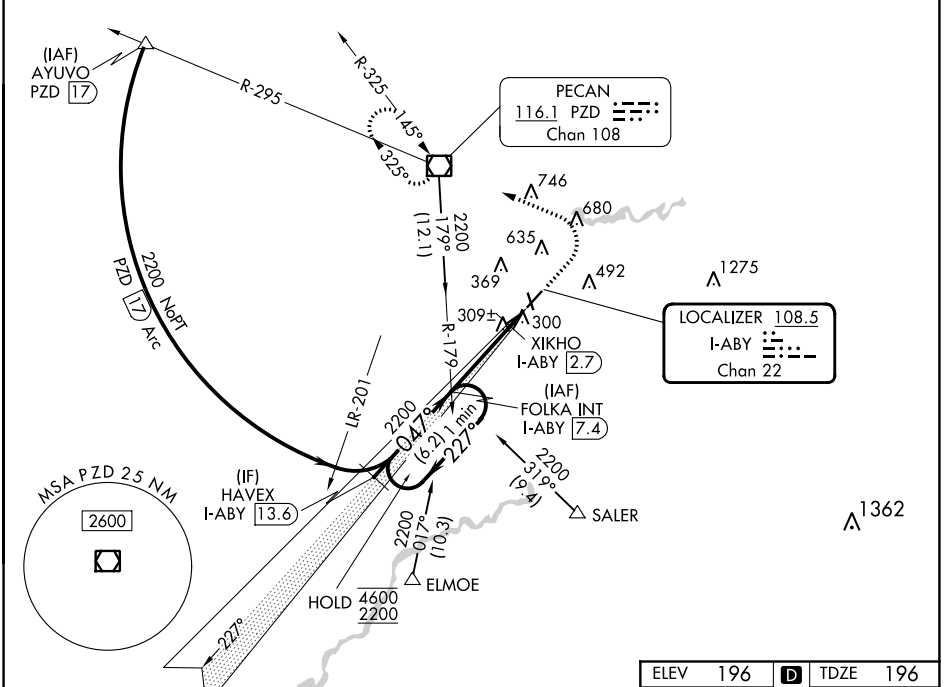 (IAF)
AYUVO
PZD 17
R-295
R-325
145°
325°
PECAN
116.1 PZD
Chan 108
2200
179°
(12.1)
R-179
746
680
635
369
492
1275
309±
300
LOCALIZER 108.5
I-ABY
Chan 22
XIKHO
I-ABY 2.7
(IAF)
FOLKA INT
I-ABY 7.4
2200 NoPT
PZD 17 Arc
LR-201
2200
047°
(6.2) 1 min
227°
(IF)
HAVEX
I-ABY 13.6
2200
319°
(9.4)
SALER
2200
017°
(10.3)
ELMOE
HOLD 4600
2200
227°
MSA PZD 25 NM
2600
1362
ELEV 196 D TDZE 196